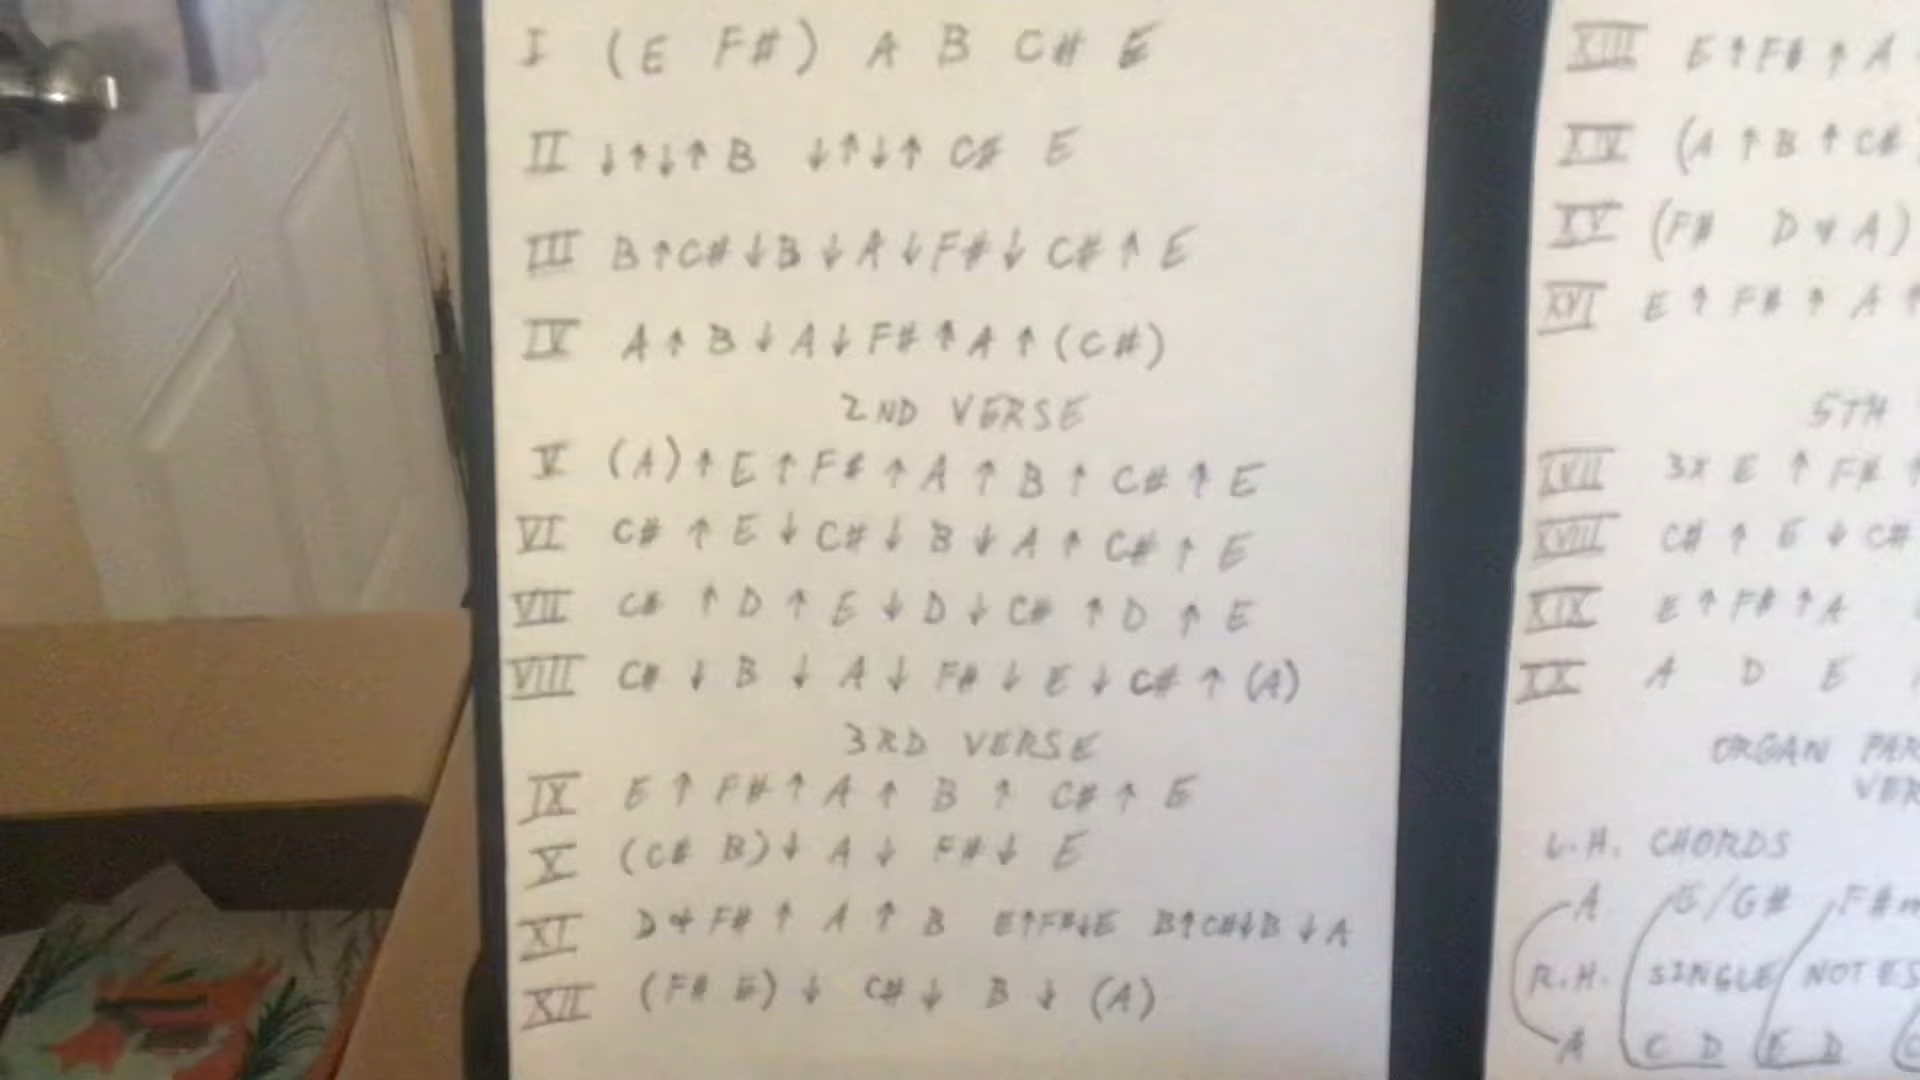 I (E F#) A B C# E
II ↓↑↓↑ B ↓↑↓↑ C# E
III B↑C#↓B↓A↓F#↓ C#↑ E
IV A↑B↓A↓F#↑A↑(C#)
2ND VERSE
V (A)↑E↑F#↑A↑B↑C#↑E
VI C#↑E↓C#↓B↓A↑C#↑E
VII C#↑D↑E↓D↓C#↑D↑E
VIII C#↓B↓A↓F#↓E↓C#↑(A)
3RD VERSE
IX E↑F#↑A↑B↑C#↑E
V (C# B)↓A↓F#↓E
XI D & F#↑A↑B E↑F#↓E B↑C#↓B↓A
XII (F# E)↓C#↓B↓(A)
XIII E↑F#↑A
XIV (A↑B↑C#
XV (F# D & A)
XVI E↑F#↑A↑
5TH
XVII 3X E↑F#↑
XVIII C#↑E↓C#
XIX E↑F#↑A
XX A D E
ORGAN
L.H. CHORDS
A E/G# F#m
R.H. SINGLE NOTES
A C D E D